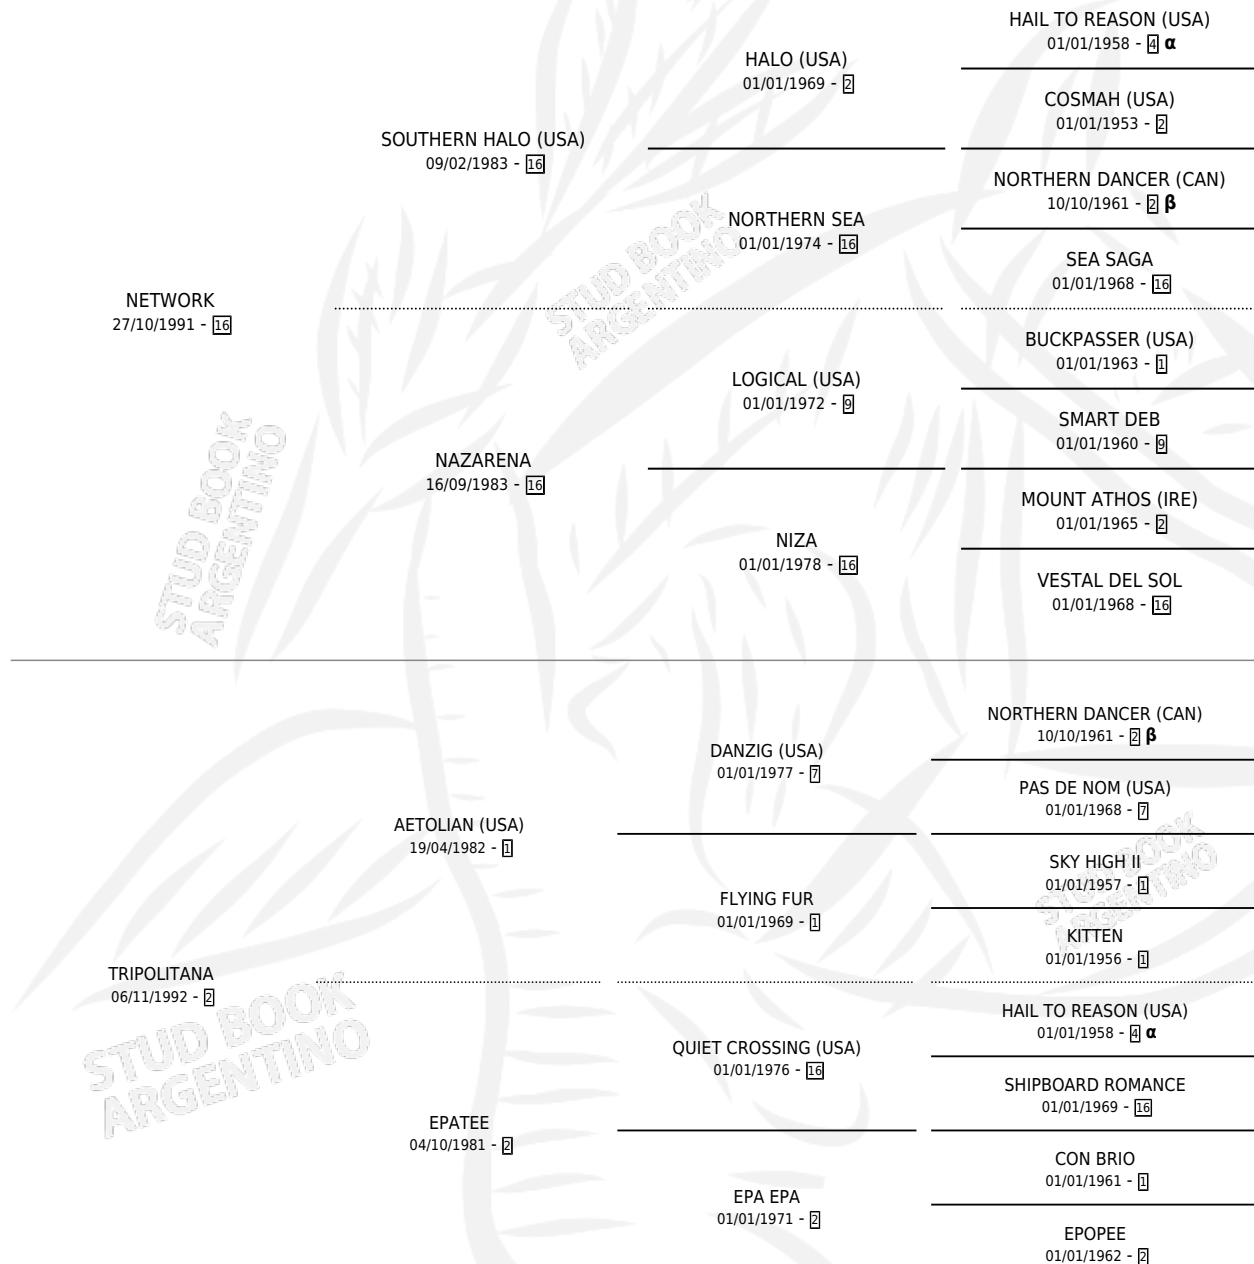 HAIL TO REASON (USA)
01/01/1958 - 4 α
HALO (USA)
01/01/1969 - 2
COSMAH (USA)
01/01/1953 - 2
SOUTHERN HALO (USA)
09/02/1983 - 16
NORTHERN DANCER (CAN)
10/10/1961 - 2 β
NORTHERN SEA
01/01/1974 - 16
SEA SAGA
01/01/1968 - 16
STUD BOOK
ARGENTINO
NETWORK
27/10/1991 - 16
BUCKPASSER (USA)
01/01/1963 - 1
LOGICAL (USA)
01/01/1972 - 9
SMART DEB
01/01/1960 - 9
NAZARENA
16/09/1983 - 16
MOUNT ATHOS (IRE)
01/01/1965 - 2
NIZA
01/01/1978 - 16
VESTAL DEL SOL
01/01/1968 - 16
STUD BOOK
ARGENTINO
NORTHERN DANCER (CAN)
10/10/1961 - 2 β
DANZIG (USA)
01/01/1977 - 7
PAS DE NOM (USA)
01/01/1968 - 7
AETOLIAN (USA)
19/04/1982 - 1
SKY HIGH II
01/01/1957 - 1
FLYING FUR
01/01/1969 - 1
KITTEN
01/01/1956 - 1
STUD BOOK
ARGENTINO
TRIPOLITANA
06/11/1992 - 2
HAIL TO REASON (USA)
01/01/1958 - 4 α
QUIET CROSSING (USA)
01/01/1976 - 16
SHIPBOARD ROMANCE
01/01/1969 - 16
EPATEE
04/10/1981 - 2
CON BRIO
01/01/1961 - 1
EPA EPA
01/01/1971 - 2
EPOPEE
01/01/1962 - 2
STUD BOOK
ARGENTINO